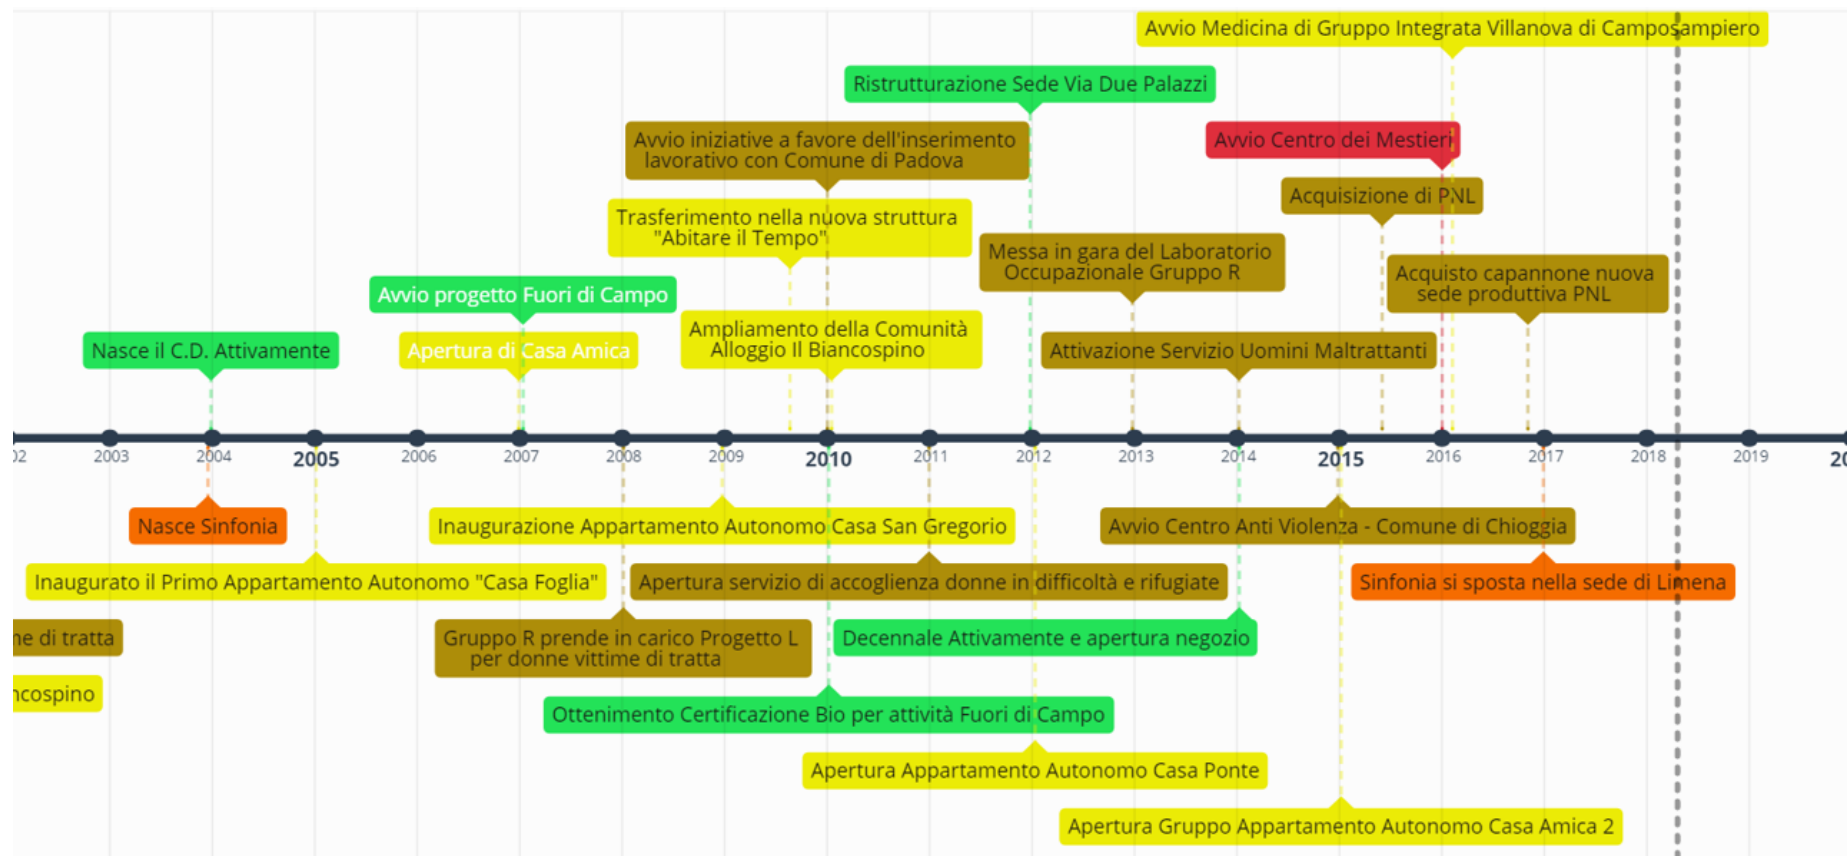 Avvio Medicina di Gruppo Integrata Villanova di Camposampiero
Ristrutturazione Sede Via Due Palazzi
Avvio iniziative a favore dell'inserimento
lavorativo con Comune di Padova
Avvio Centro dei Mestieri
Acquisizione di PNL
Trasferimento nella nuova struttura
"Abitare il Tempo"
Messa in gara del Laboratorio
Occupazionale Gruppo R
Acquisto capannone nuova
sede produttiva PNL
Avvio progetto Fuori di Campo
Ampliamento della Comunità
Alloggio Il Biancospino
Nasce il C.D. Attivamente
Apertura di Casa Amica
Attivazione Servizio Uomini Maltrattanti
02 2003 2004 2005 2006 2007 2008 2009 2010 2011 2012 2013 2014 2015 2016 2017 2018 2019 20
Nasce Sinfonia
Inaugurazione Appartamento Autonomo Casa San Gregorio
Avvio Centro Anti Violenza - Comune di Chioggia
Inaugurato il Primo Appartamento Autonomo "Casa Foglia"
Apertura servizio di accoglienza donne in difficoltà e rifugiate
Sinfonia si sposta nella sede di Limena
ne di tratta
Gruppo R prende in carico Progetto L
per donne vittime di tratta
Decennale Attivamente e apertura negozio
ncospino
Ottenimento Certificazione Bio per attività Fuori di Campo
Apertura Appartamento Autonomo Casa Ponte
Apertura Gruppo Appartamento Autonomo Casa Amica 2